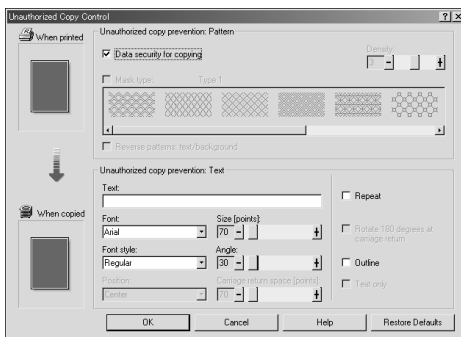 Unauthorized Copy Control
When printed
Unauthorized copy prevention: Pattern
Data security for copying
Density:
3
Mask type:
Type 1
Reverse patterns: text/background
When copied
Unauthorized copy prevention: Text
Text:
Font:
Arial
Size [points]:
70
Font style:
Regular
Angle:
30
Position:
Center
Carriage return space [points]:
70
Repeat
Rotate 180 degrees at
carriage return
Outline
Text only
OK
Cancel
Help
Restore Defaults